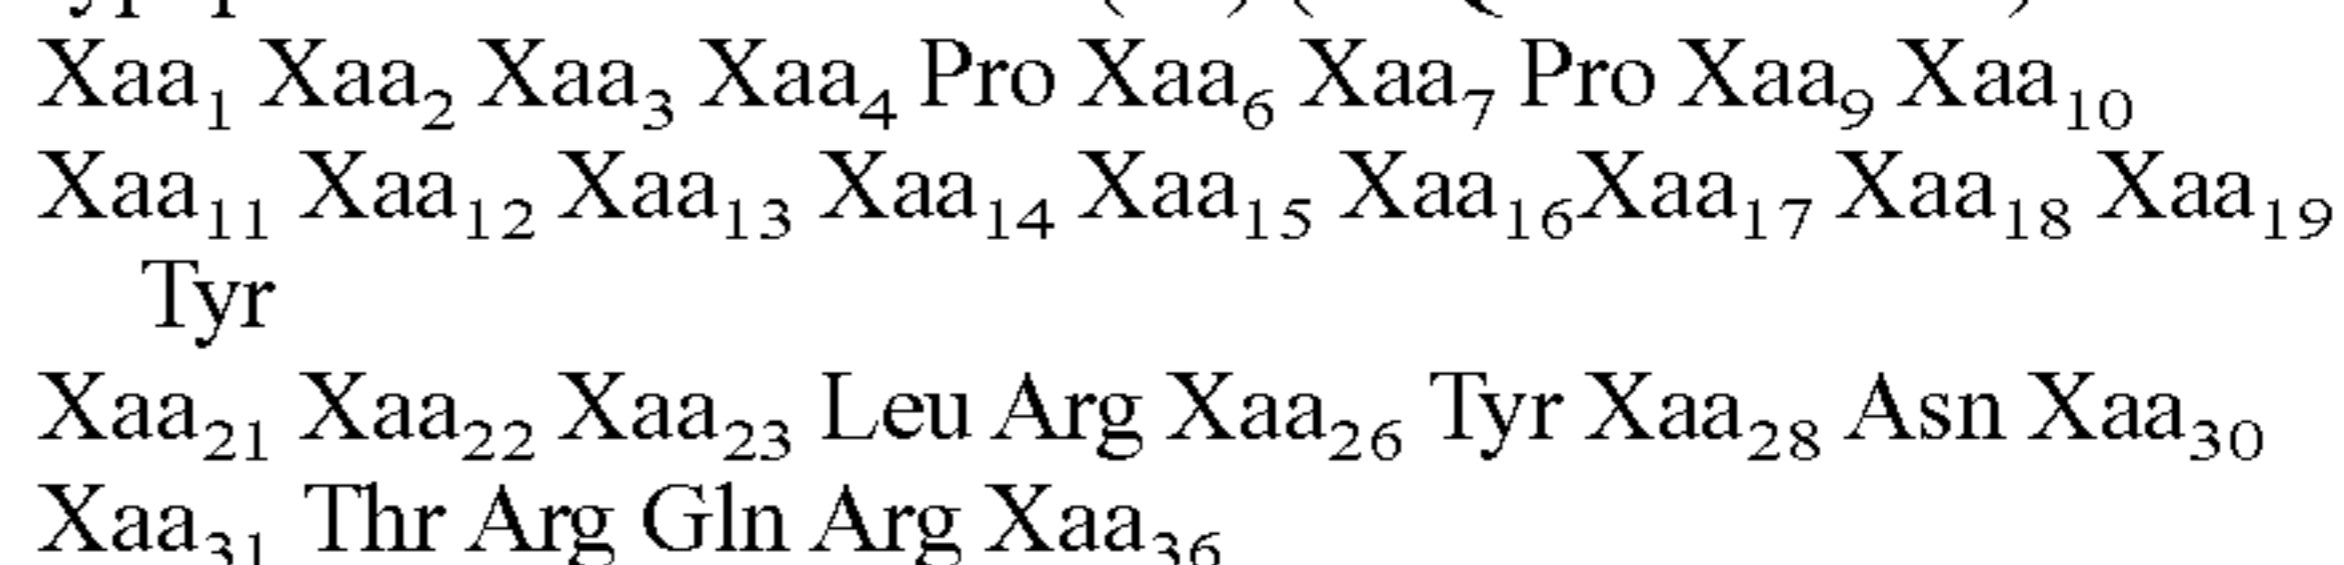 Xaa₁ Xaa₂ Xaa₃ Xaa₄ Pro Xaa₆ Xaa₇ Pro Xaa₉ Xaa₁₀
Xaa₁₁ Xaa₁₂ Xaa₁₃ Xaa₁₄ Xaa₁₅ Xaa₁₆Xaa₁₇ Xaa₁₈ Xaa₁₉
Tyr
Xaa₂₁ Xaa₂₂ Xaa₂₃ Leu Arg Xaa₂₆ Tyr Xaa₂₈ Asn Xaa₃₀
Xaa₃₁ Thr Arg Gln Arg Xaa₃₆